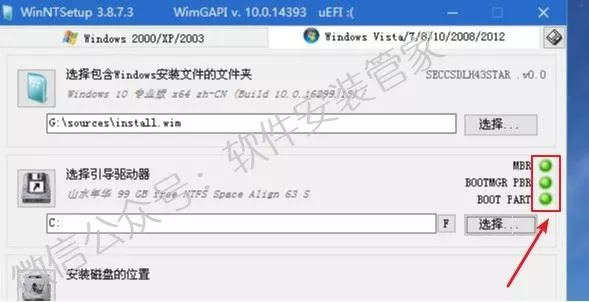 WinNTSetup 3.8.7.3 WimGAPI v. 10.0.14393 uEFI :(
Windows 2000/XP/2003 Windows Vista/7/8/10/2008/2012
选择包含Windows安装文件的文件夹 SECCSDLH43STAR .v0.0
Windows 10 专业版 x64 zh-CN (Build 10.0.16299.15)
G:\sources\install.wim 选择...
MBR
选择引导驱动器 BOOTMGR PBR
山水年华 99 GB free NTFS Space Align 63 S BOOT PART
C: F 选择...
安装磁盘的位置
微信公众号:软件安装管家